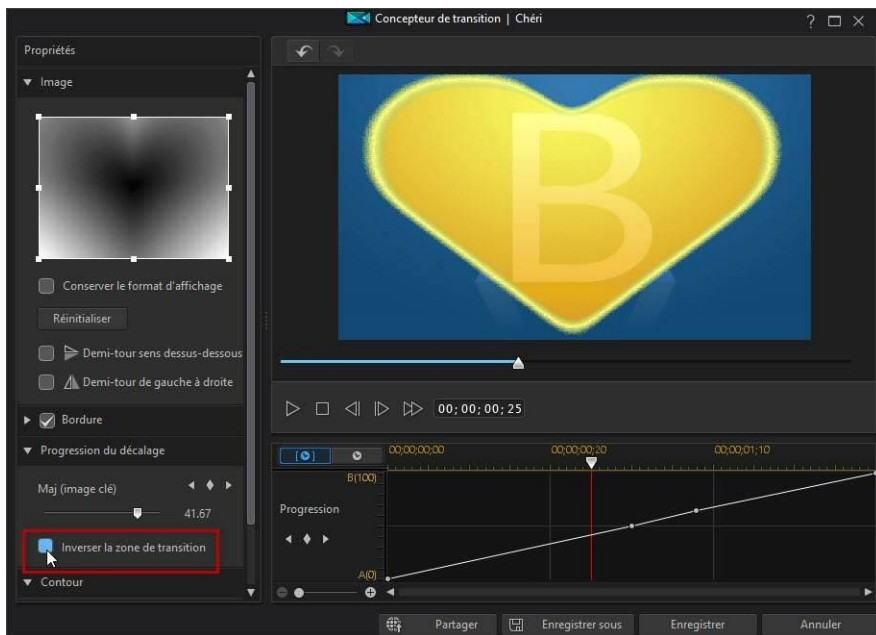 Concepteur de transition | Chéri
?
Propriétés
Image
Conserver le format d'affichage
Réinitialiser
Demi-tour sens dessus-dessous
Demi-tour de gauche à droite
Bordure
Progression du décalage
Maj (image clé)
41.67
Inverser la zone de transition
Contour
B
00;00;00;25
00;00;00;00 00;00;00;20 00;00;01;10
B(100)
Progression
A(0)
Partager Enregistrer sous Enregistrer Annuler